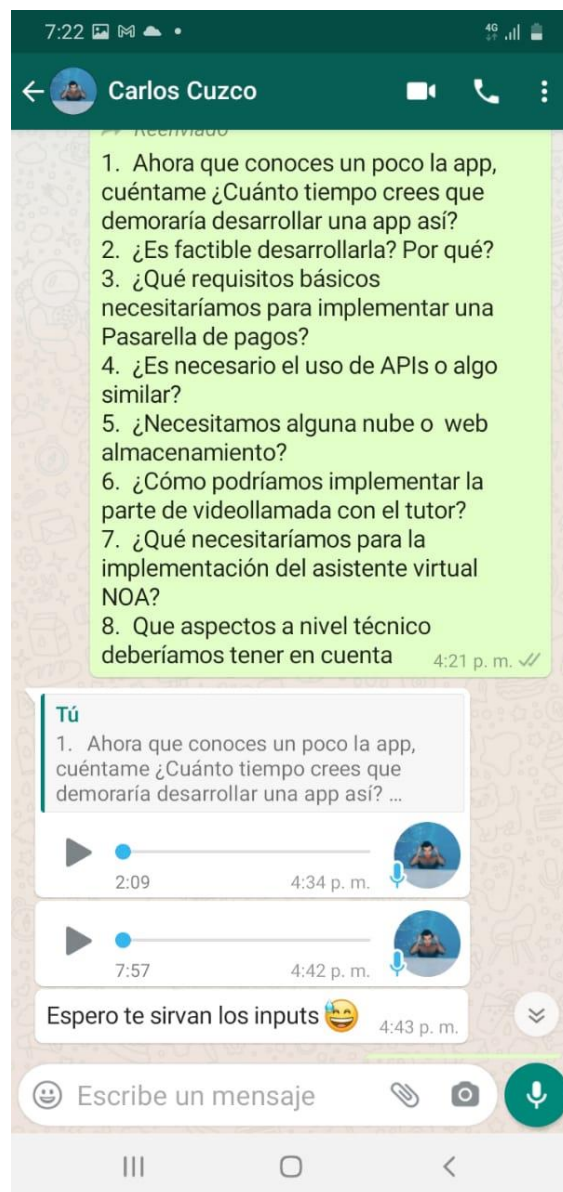 7:22
4G
Carlos Cuzco
Reenviado
1. Ahora que conoces un poco la app,
cuéntame ¿Cuánto tiempo crees que
demoraría desarrollar una app así?
2. ¿Es factible desarrollarla? Por qué?
3. ¿Qué requisitos básicos
necesitaríamos para implementar una
Pasarella de pagos?
4. ¿Es necesario el uso de APIs o algo
similar?
5. ¿Necesitamos alguna nube o web
almacenamiento?
6. ¿Cómo podríamos implementar la
parte de videollamada con el tutor?
7. ¿Qué necesitaríamos para la
implementación del asistente virtual
NOA?
8. Que aspectos a nivel técnico
deberíamos tener en cuenta 4:21 p. m.
Tú
1. Ahora que conoces un poco la app,
cuéntame ¿Cuánto tiempo crees que
demoraría desarrollar una app así? ...
2:09 4:34 p. m.
7:57 4:42 p. m.
Espero te sirvan los inputs 😅 4:43 p. m.
Escribe un mensaje